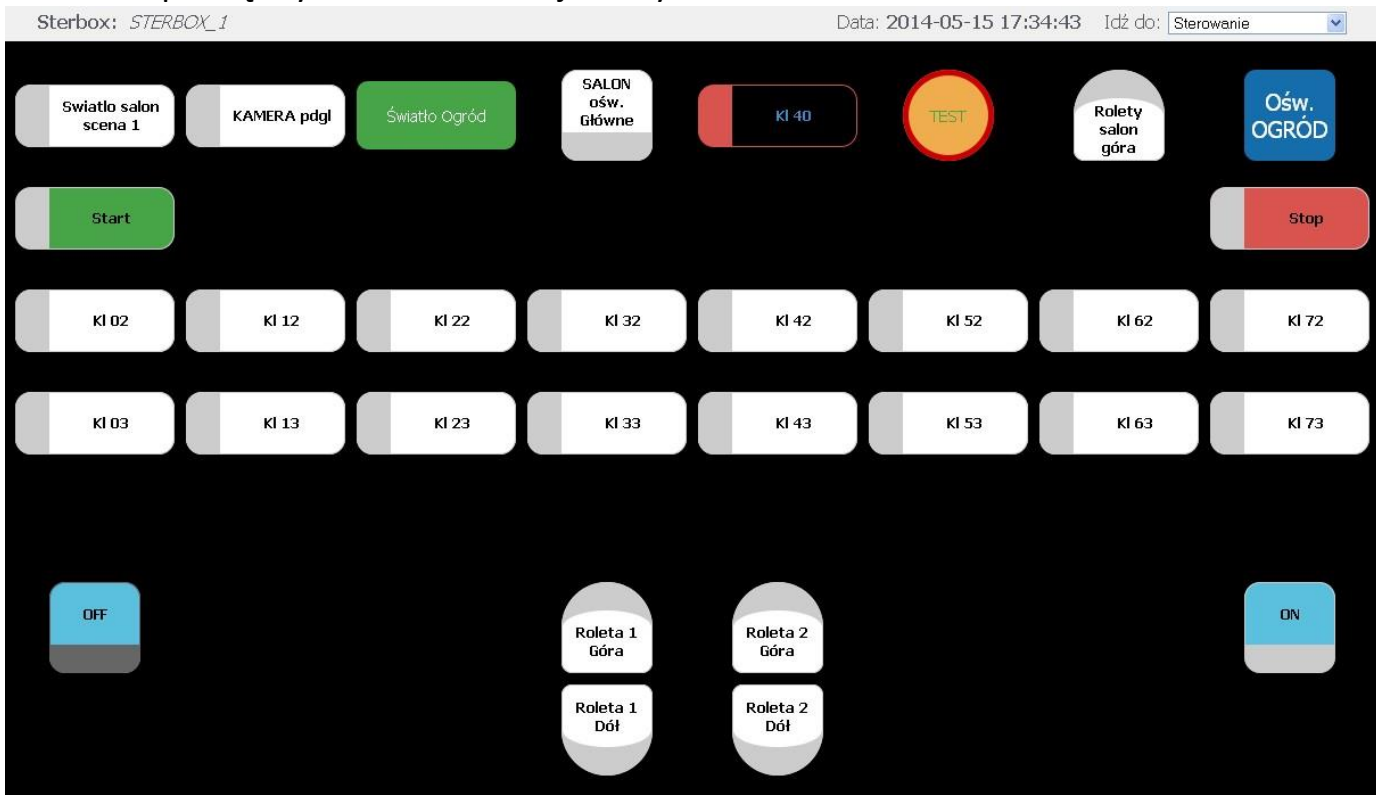 Sterbox: STERBOX_1 Data: 2014-05-15 17:34:43 Idź do: Sterowanie
Swiatlo salon
scena 1
KAMERA pdgl
Światło Ogród
SALON
ośw.
Główne
Kl 40
TEST
Rolety
salon
góra
Ośw.
OGRÓD
Start
Stop
Kl 02
Kl 12
Kl 22
Kl 32
Kl 42
Kl 52
Kl 62
Kl 72
Kl 03
Kl 13
Kl 23
Kl 33
Kl 43
Kl 53
Kl 63
Kl 73
OFF
Roleta 1
Góra
Roleta 2
Góra
ON
Roleta 1
Dół
Roleta 2
Dół